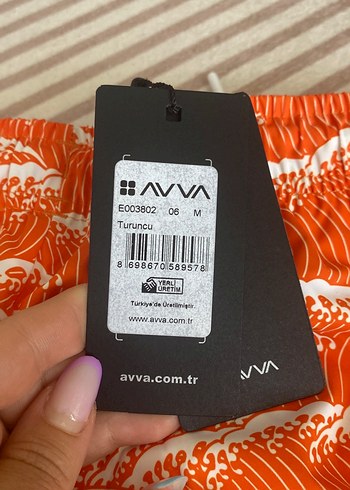 AVVA
E003802 06 M
Turuncu
8 698670 589578
YERLİ
ÜRETİM
Türkiye'de Üretilmiştir.
www.avva.com.tr
avva.com.tr
AVVA